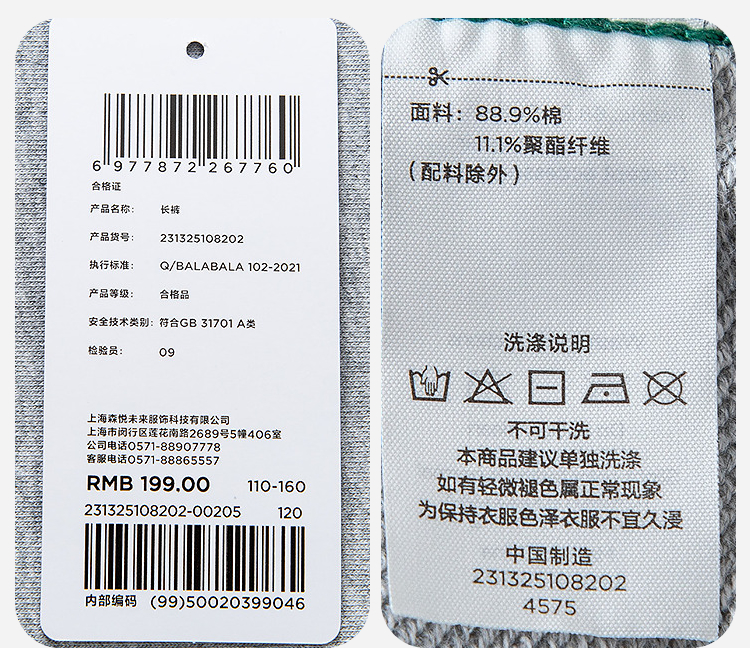 6 977872 267760
合格证
产品名称： 长裤
产品货号： 231325108202
执行标准： Q/BALABALA 102-2021
产品等级： 合格品
安全技术类别：符合GB 31701 A类
检验员： 09
上海森悦未来服饰科技有限公司
上海市闵行区莲花南路2689号5幢406室
公司电话0571-88907778
客服电话0571-88865557
RMB 199.00 110-160
231325108202-00205 120
内部编码 (99)50020399046
面料：88.9%棉
11.1%聚酯纤维
(配料除外)
洗涤说明
不可干洗
本商品建议单独洗涤
如有轻微褪色属正常现象
为保持衣服色泽衣服不宜久浸
中国制造
231325108202
4575